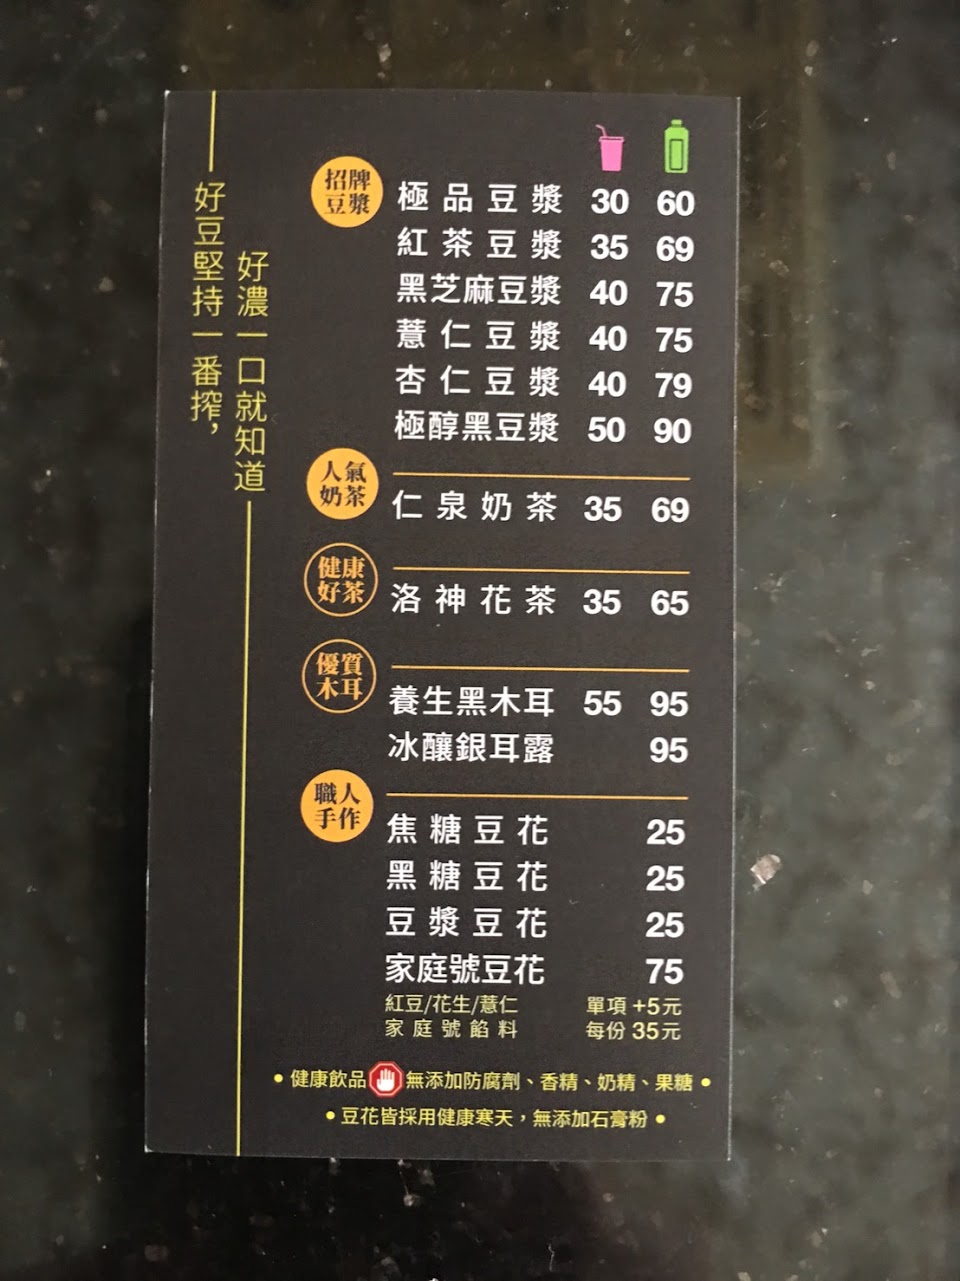 好豆堅持一番搾，
好濃一口就知道
招牌
豆漿
極品豆漿 30 60
紅茶豆漿 35 69
黑芝麻豆漿 40 75
薏仁豆漿 40 75
杏仁豆漿 40 79
極醇黑豆漿 50 90
人氣
奶茶
仁泉奶茶 35 69
健康
好茶
洛神花茶 35 65
優質
木耳
養生黑木耳 55 95
冰釀銀耳露 95
職人
手作
焦糖豆花 25
黑糖豆花 25
豆漿豆花 25
家庭號豆花 75
紅豆/花生/薏仁 單項 +5元
家庭號餡料 每份 35元
• 健康飲品 無添加防腐劑、香精、奶精、果糖 •
• 豆花皆採用健康寒天，無添加石膏粉 •